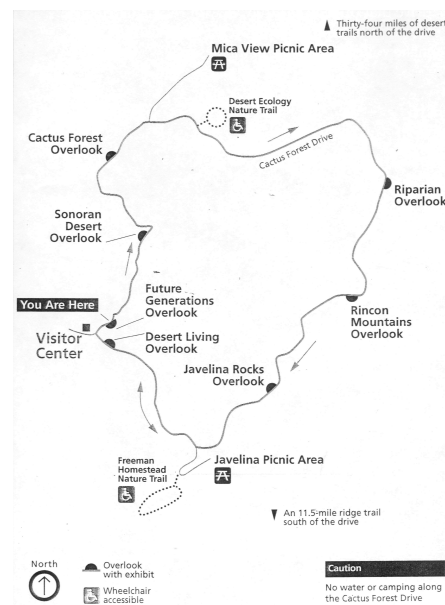 Thirty-four miles of desert
trails north of the drive
Mica View Picnic Area
Desert Ecology
Nature Trail
Cactus Forest
Overlook
Cactus Forest Drive
Riparian
Overlook
Sonoran
Desert
Overlook
You Are Here
Future
Generations
Overlook
Rincon
Mountains
Overlook
Visitor
Center
Desert Living
Overlook
Javelina Rocks
Overlook
Freeman
Homestead
Nature Trail
Javelina Picnic Area
An 11.5-mile ridge trail
south of the drive
North
Overlook
with exhibit
Wheelchair
accessible
Caution
No water or camping along
the Cactus Forest Drive